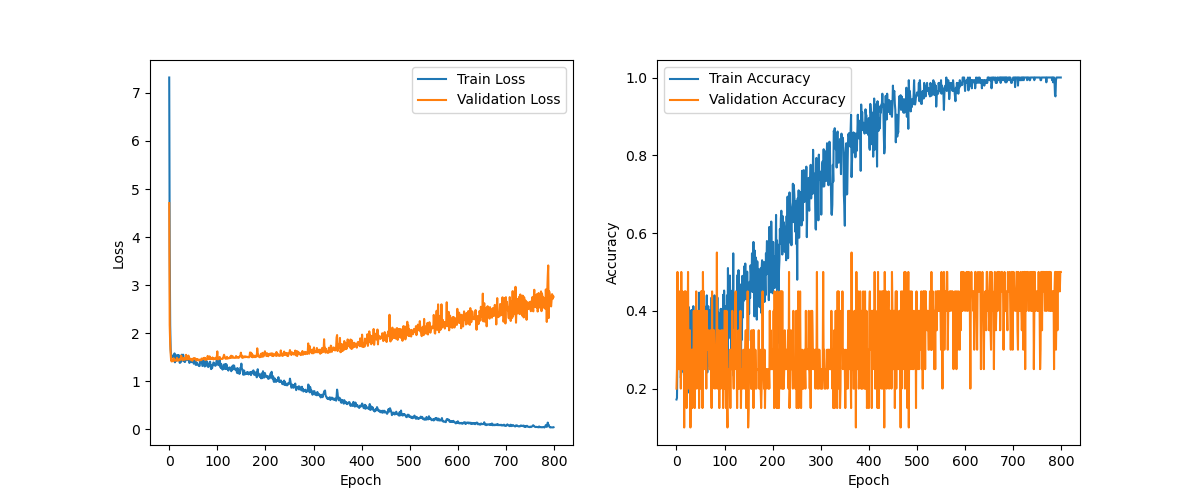 Train Loss
Validation Loss
7
6
5
4
3
2
1
0
Loss
0 100 200 300 400 500 600 700 800
Epoch
Train Accuracy
Validation Accuracy
1.0
0.8
0.6
0.4
0.2
Accuracy
0 100 200 300 400 500 600 700 800
Epoch